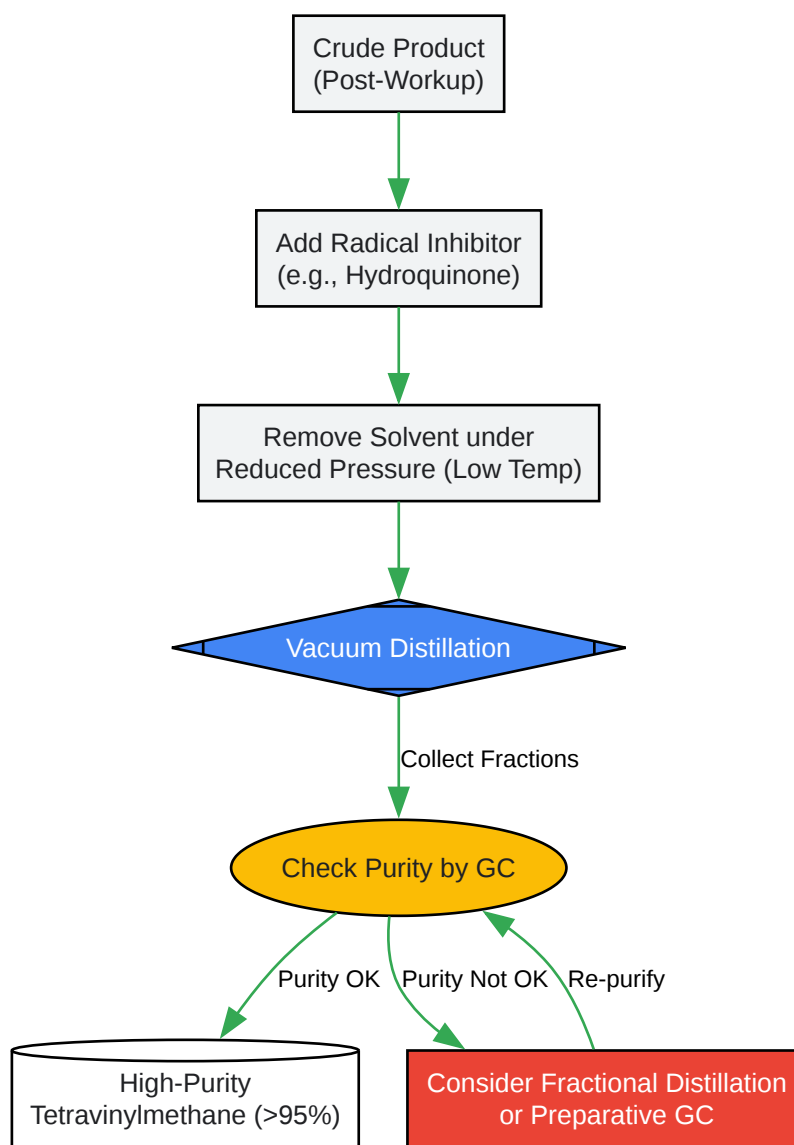 Crude Product
(Post-Workup)
Add Radical Inhibitor
(e.g., Hydroquinone)
Remove Solvent under
Reduced Pressure (Low Temp)
Vacuum Distillation
Collect Fractions
Check Purity by GC
Purity OK
Purity Not OK
Re-purify
High-Purity
Tetravinylmethane (>95%)
Consider Fractional Distillation
or Preparative GC